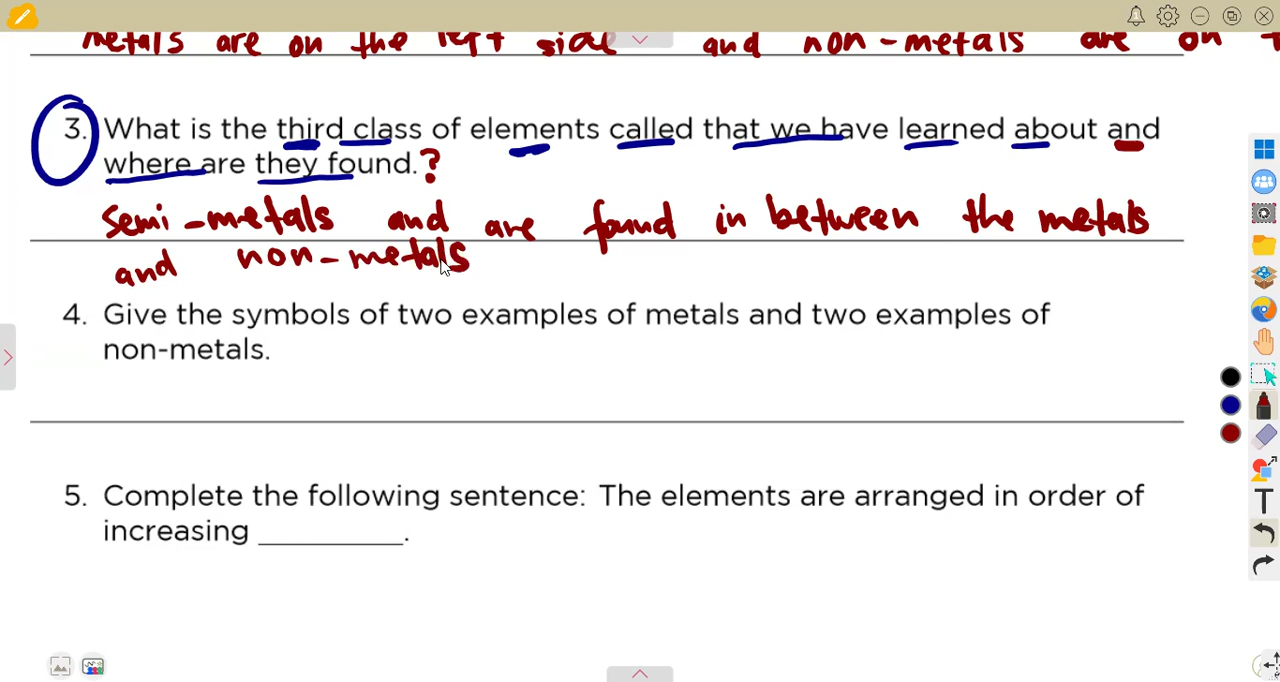 metals are on the left side and non-metals are on
3. What is the third class of elements called that we have learned about and
where are they found.?
Semi-metals and are found in between the metals
and non-metals
4. Give the symbols of two examples of metals and two examples of
non-metals.
5. Complete the following sentence: The elements are arranged in order of
increasing __________.
T